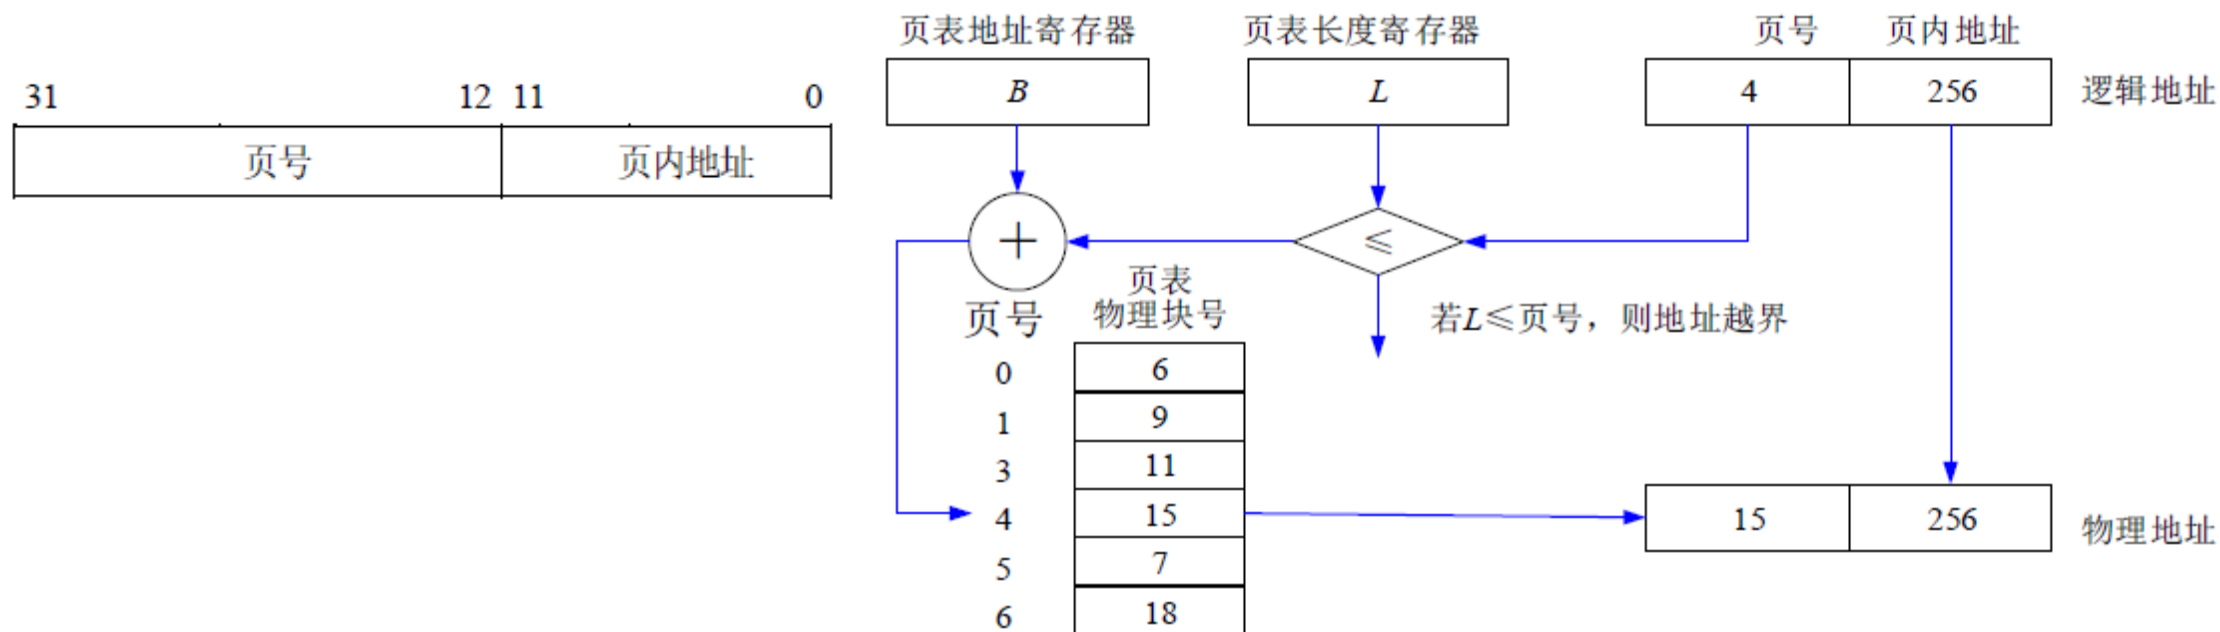 31 12 11 0
页号 页内地址
页表地址寄存器 页表长度寄存器 页号 页内地址
B L 4 256 逻辑地址
+ ≤
页表
页号 物理块号 若L≤页号，则地址越界
0 6
1 9
3 11
4 15 15 256 物理地址
5 7
6 18